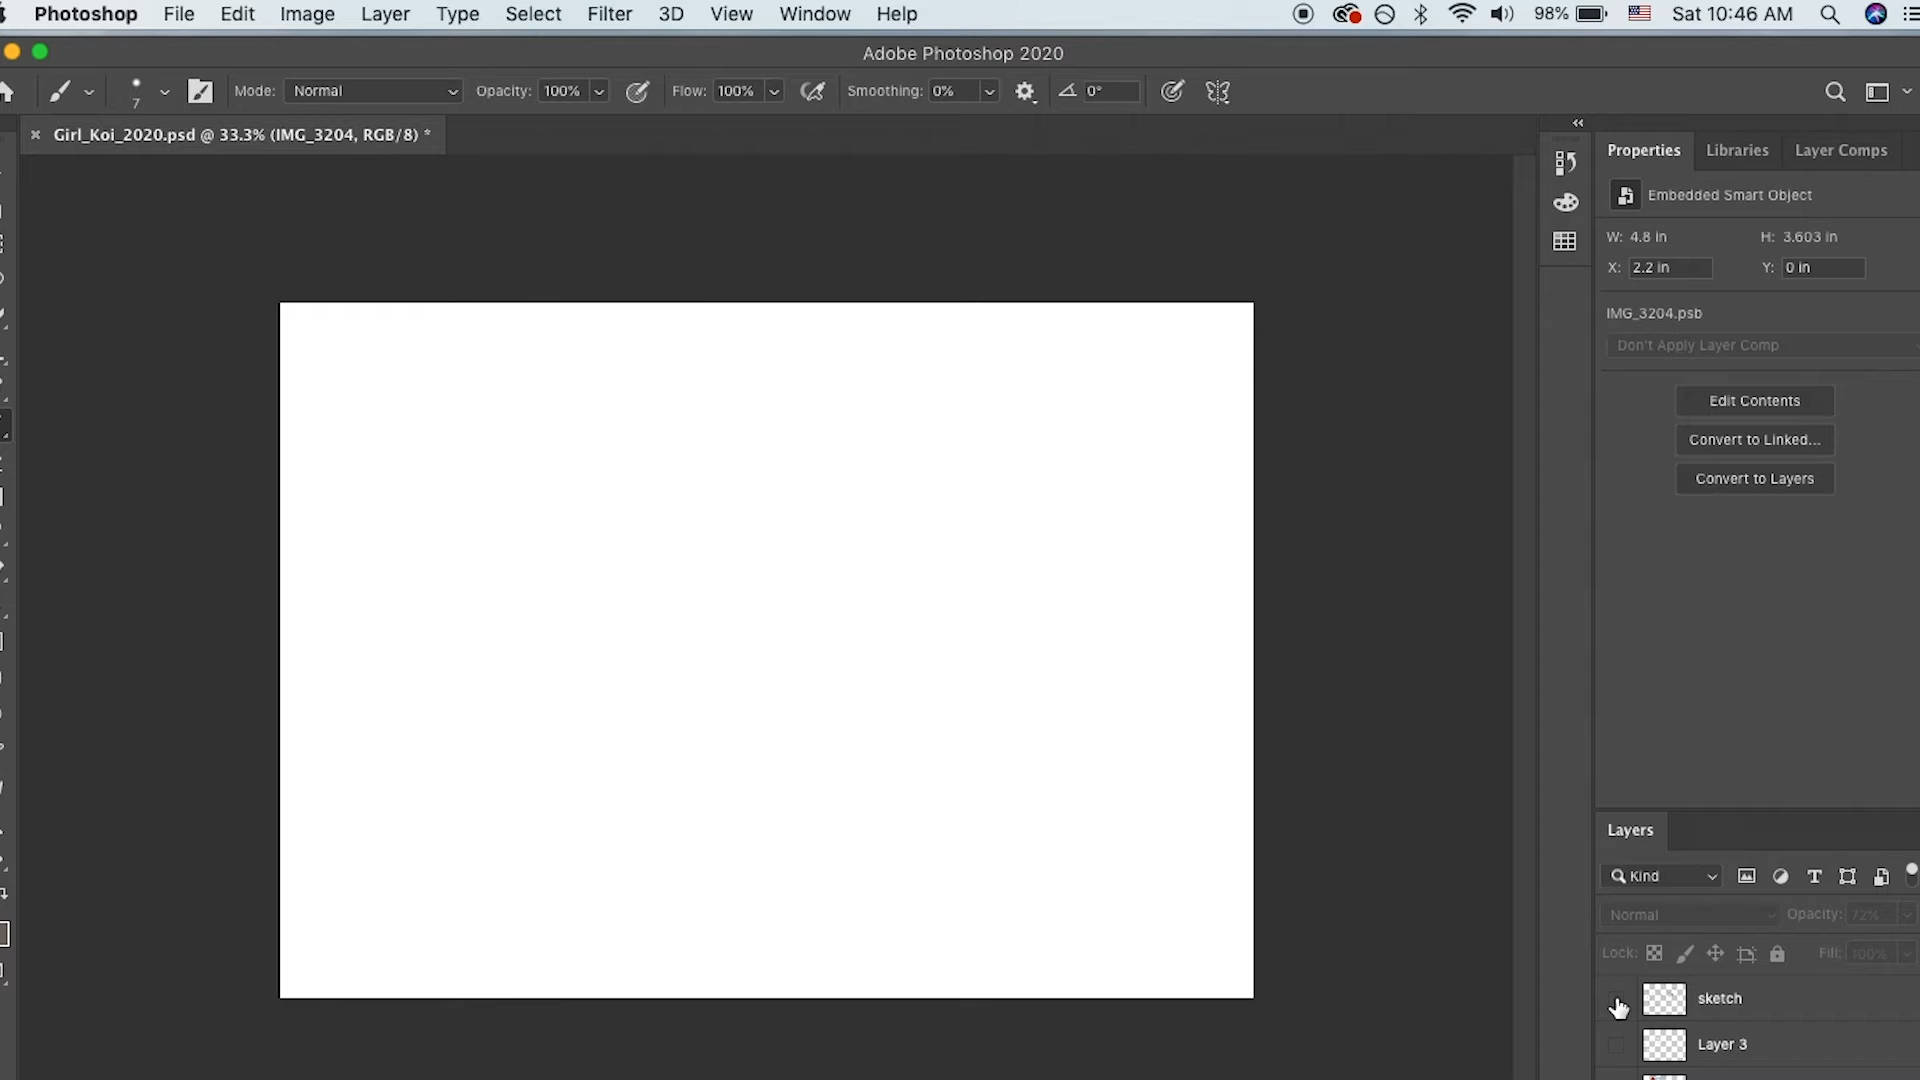 Photoshop File Edit Image Layer Type Select Filter 3D View Window Help 98% Sat 10:46 AM
Adobe Photoshop 2020
7 Mode: Normal Opacity: 100% Flow: 100% Smoothing: 0% 0°
× Girl_Koi_2020.psd @ 33.3% (IMG_3204, RGB/8) *
Properties Libraries Layer Comps
Embedded Smart Object
W: 4.8 in H: 3.603 in
X: 2.2 in Y: 0 in
IMG_3204.psb
Don't Apply Layer Comp
Edit Contents
Convert to Linked...
Convert to Layers
Layers
Kind
Normal Opacity: 72%
Lock: Fill: 100%
sketch
Layer 3